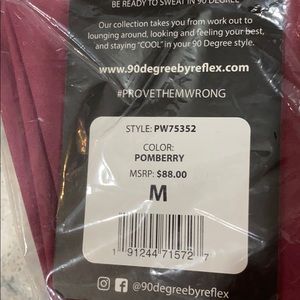 BE READY TO SWEAT IN 90 DEGREE
Our collection takes you from work out to
lounging around, looking and feeling your best,
and staying “COOL” in your 90 Degree style.
www.90degreebyreflex.com
#PROVETHEMWRONG
STYLE: PW75352
COLOR:
POMBERRY
MSRP: $88.00
M
1 91244 71572 7
@90degreebyreflex